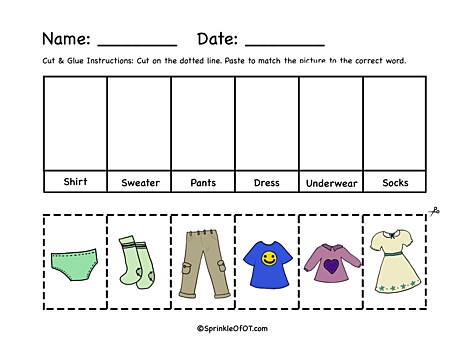 Name: ________ Date: ________
Cut & Glue Instructions: Cut on the dotted line. Paste to match the picture to the correct word.
Shirt Sweater Pants Dress Underwear Socks
©SprinkleOfOT.com